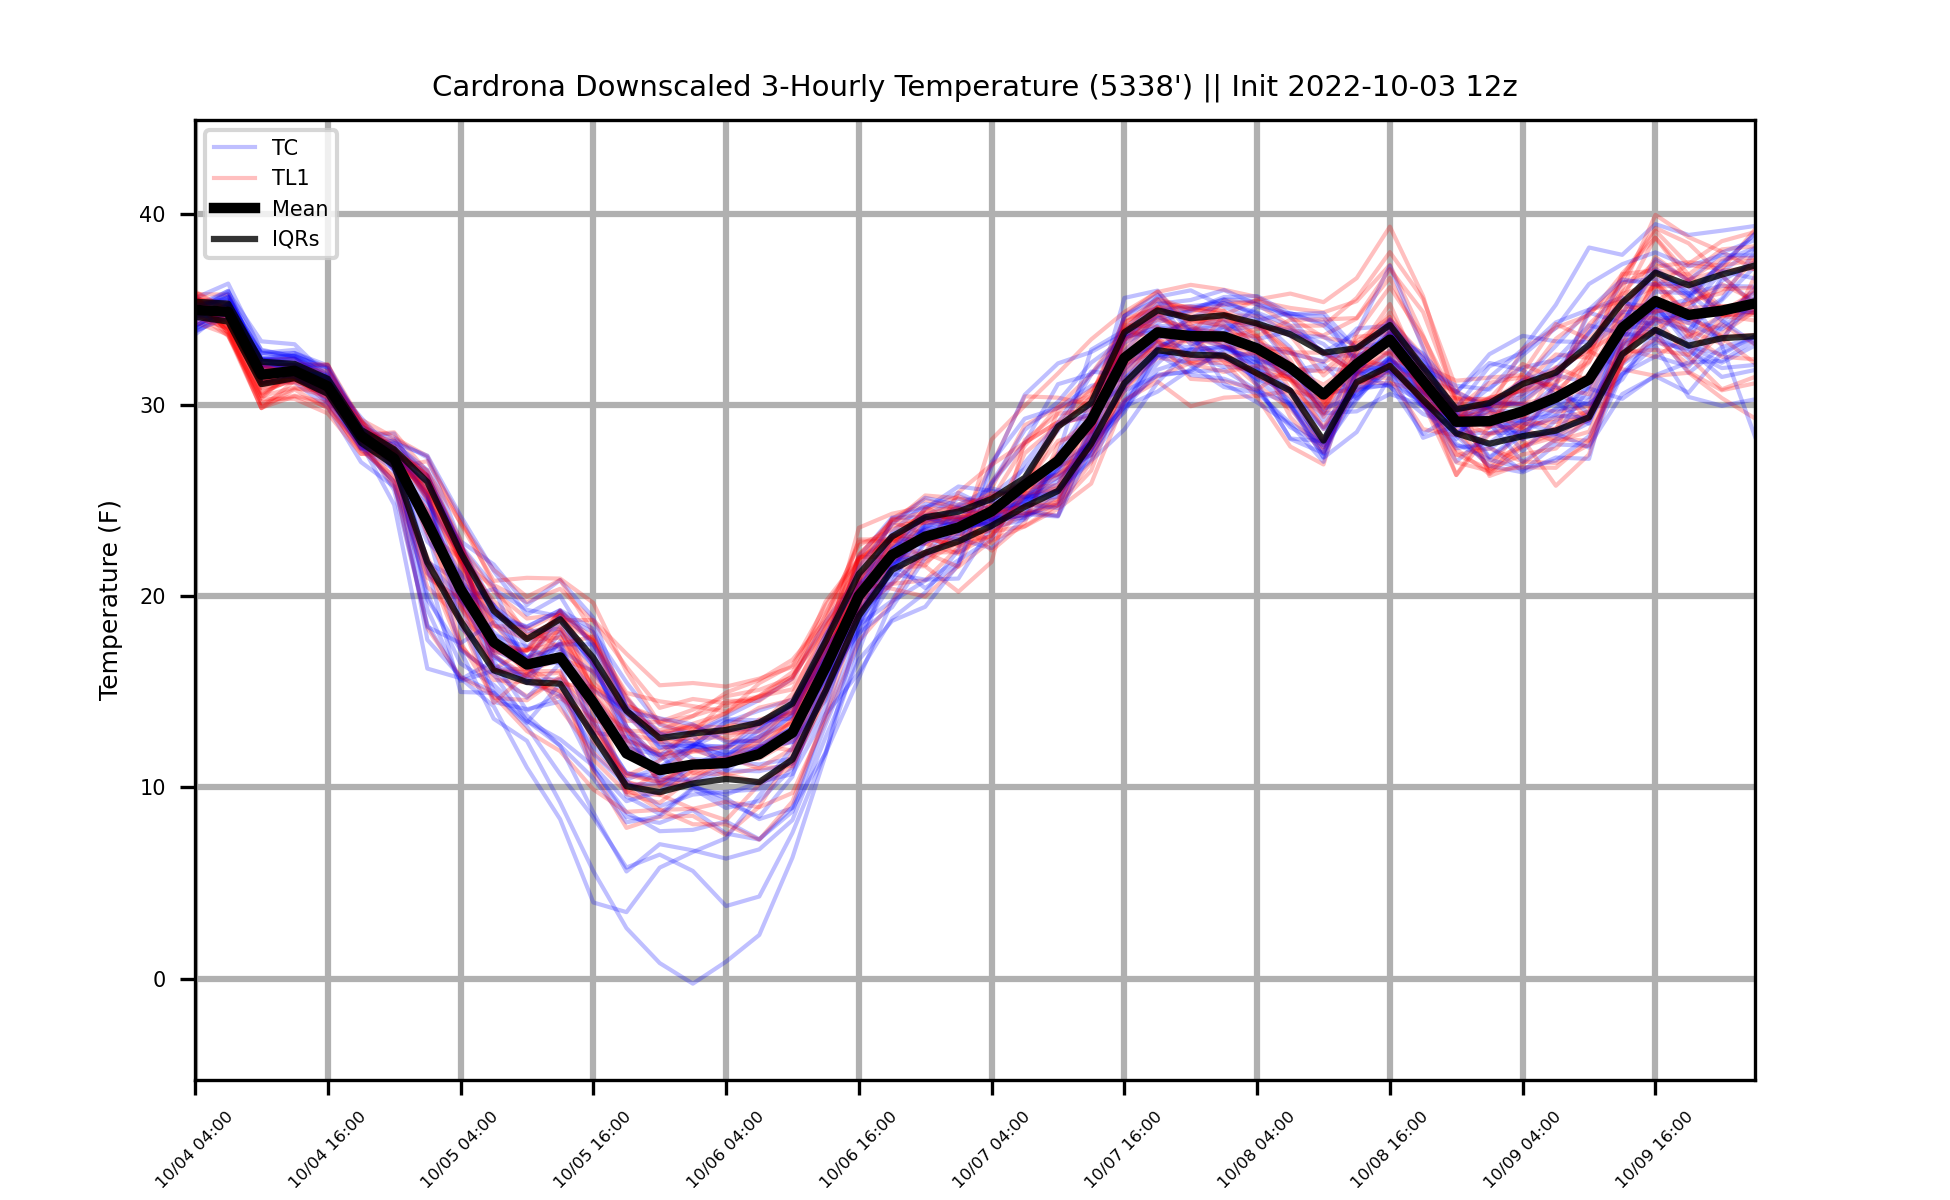 Cardrona Downscaled 3-Hourly Temperature (5338') || Init 2022-10-03 12z
TC
TL1
Mean
IQRs
Temperature (F)
40
30
20
10
0
10/04 04:00
10/04 16:00
10/05 04:00
10/05 16:00
10/06 04:00
10/06 16:00
10/07 04:00
10/07 16:00
10/08 04:00
10/08 16:00
10/09 04:00
10/09 16:00